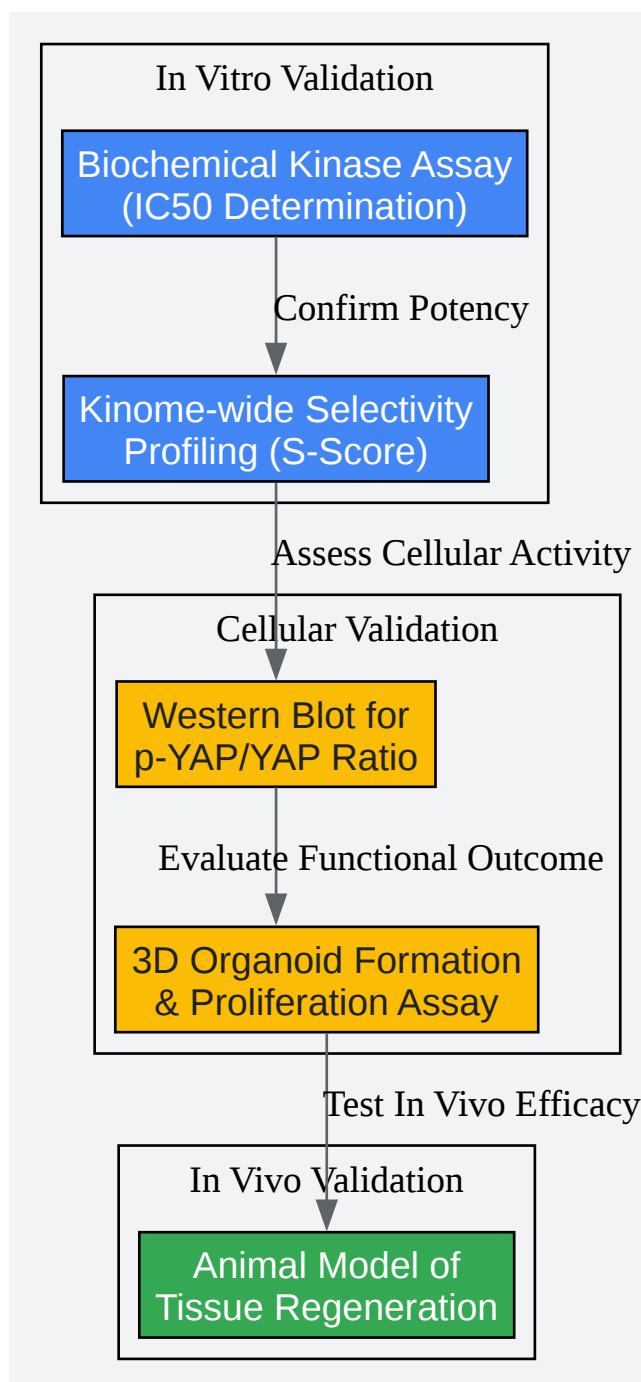 In Vitro Validation
Biochemical Kinase Assay
(IC50 Determination)
Confirm Potency
Kinome-wide Selectivity
Profiling (S-Score)
Assess Cellular Activity
Cellular Validation
Western Blot for
p-YAP/YAP Ratio
Evaluate Functional Outcome
3D Organoid Formation
& Proliferation Assay
Test In Vivo Efficacy
In Vivo Validation
Animal Model of
Tissue Regeneration